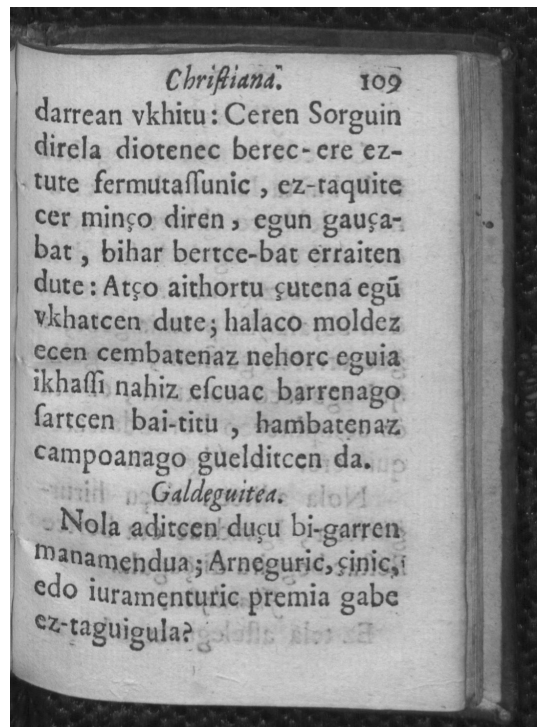 Chriſtiana. 109
darrean vkhitu: Ceren Sorguin
direla diotenec berec-ere ez-
tute fermutaſſunic, ez-taquite
cer minço diren, egun gauça-
bat, bihar bertce-bat erraiten
dute: Atço aithortu çutena egũ
vkhatcen dute; halaco moldez
ecen cembatenaz nehorc eguia
ikhaſſi nahiz eſcuac barrenago
ſartcen bai-titu, hambatenaz
campoanago guelditcen da.
Galdeguitea.
Nola aditcen duçu bi-garren
manamendua; Arneguric, çinic,
edo iuramenturic premia gabe
ez-taguigula?